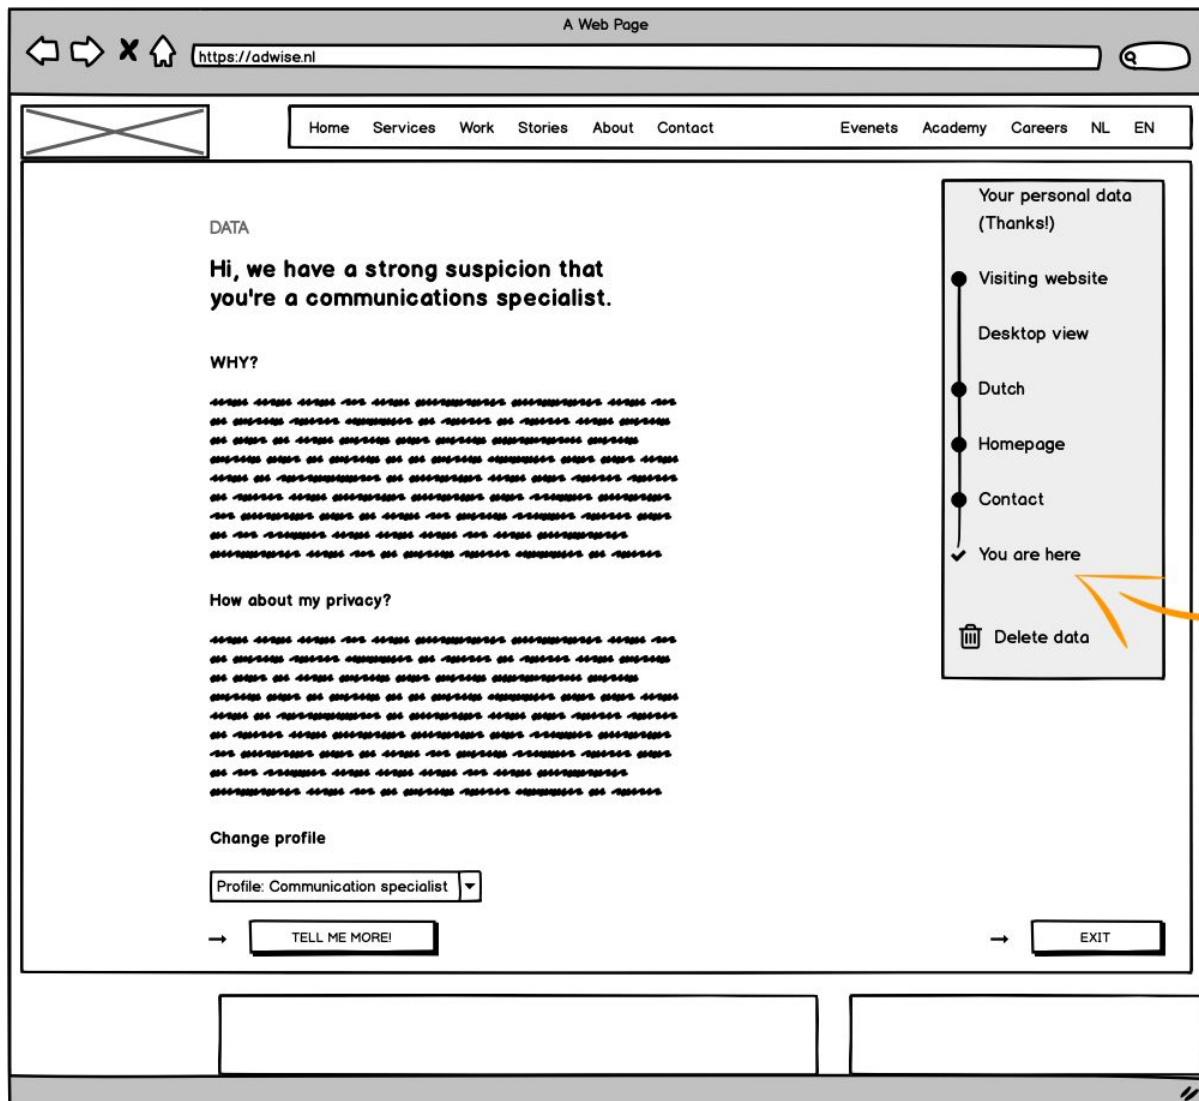 A Web Page
https://adwise.nl
Home Services Work Stories About Contact Evenets Academy Careers NL EN
DATA
Hi, we have a strong suspicion that
you're a communications specialist.
WHY?
How about my privacy?
Change profile
Profile: Communication specialist
TELL ME MORE!
EXIT
Your personal data
(Thanks!)
Visiting website
Desktop view
Dutch
Homepage
Contact
You are here
Delete data